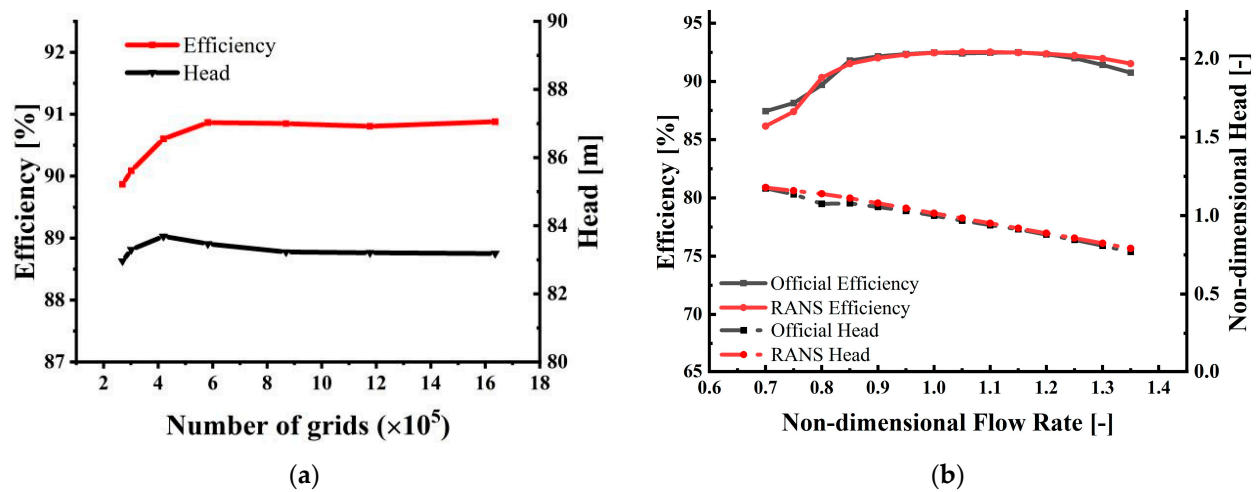 92
91
90
89
88
87
Efficiency [%]
Efficiency
Head
90
88
86
84
82
80
Head [m]
2 4 6 8 10 12 14 16 18
Number of grids (×10⁵)
(a)
95
90
85
80
75
70
65
Efficiency [%]
Official Efficiency
RANS Efficiency
Official Head
RANS Head
2.0
1.5
1.0
0.5
0.0
Non-dimensional Head [-]
0.6 0.7 0.8 0.9 1.0 1.1 1.2 1.3 1.4
Non-dimensional Flow Rate [-]
(b)